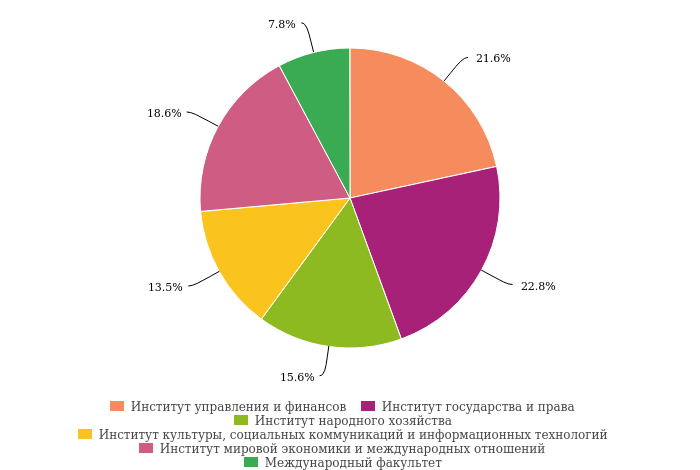 7.8%
21.6%
18.6%
22.8%
13.5%
15.6%
Институт управления и финансов Институт государства и права
Институт народного хозяйства
Институт культуры, социальных коммуникаций и информационных технологий
Институт мировой экономики и международных отношений
Международный факультет